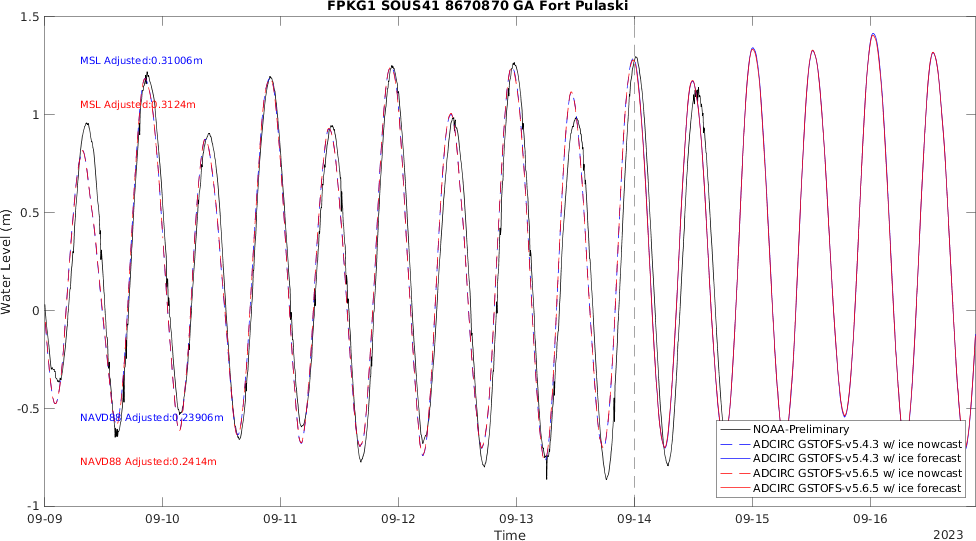 FPKG1 SOUS41 8670870 GA Fort Pulaski
1.5
1
0.5
0
-0.5
-1
Water Level (m)
MSL Adjusted:0.31006m
MSL Adjusted:0.3124m
NAVD88 Adjusted:0.23906m
NAVD88 Adjusted:0.2414m
NOAA-Preliminary
ADCIRC GSTOFS-v5.4.3 w/ ice nowcast
ADCIRC GSTOFS-v5.4.3 w/ ice forecast
ADCIRC GSTOFS-v5.6.5 w/ ice nowcast
ADCIRC GSTOFS-v5.6.5 w/ ice forecast
09-09 09-10 09-11 09-12 09-13 09-14 09-15 09-16
Time
2023